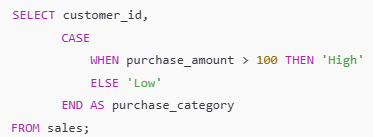 SELECT customer_id,
       CASE
           WHEN purchase_amount > 100 THEN 'High'
           ELSE 'Low'
       END AS purchase_category
FROM sales;